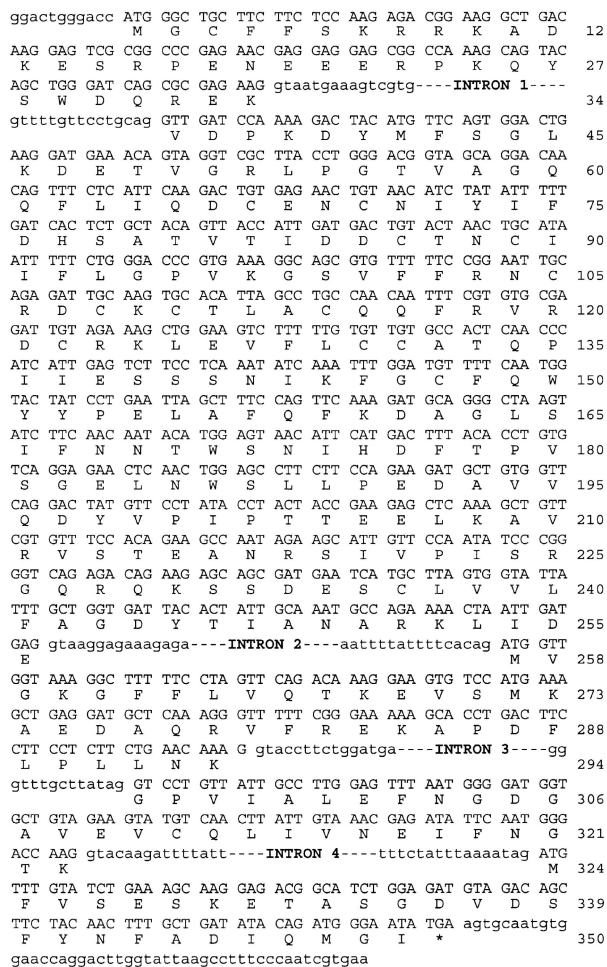 ggactgggacc ATG GGC TGC TTC TTC TCC AAG AGA CGG AAG GCT GAC
M G C F F S K R R K A D 12
AAG GAG TCG CGG CCC GAG AAC GAG GAG GAG CGG CCA AAG CAG TAC
K E S R P E N E E E R P K Q Y 27
AGC TGG GAT CAG CGC GAG AAG gtaatgaaagtcgtg----INTRON 1----
S W D Q R E K 34
gttttgttcctgcag GTT GAT CCA AAA GAC TAC ATG TTC AGT GGA CTG
V D P K D Y M F S G L 45
AAG GAT GAA ACA GTA GGT CGC TTA CCT GGG ACG GTA GCA GGA CAA
K D E T V G R L P G T V A G Q 60
CAG TTT CTC ATT CAA GAC TGT GAG AAC TGT AAC ATC TAT ATT TTT
Q F L I Q D C E N C N I Y I F 75
GAT CAC TCT GCT ACA GTT ACC ATT GAT GAC TGT ACT AAC TGC ATA
D H S A T V T I D D C T N C I 90
ATT TTT CTG GGA CCC GTG AAA GGC AGC GTG TTT TTC CGG AAT TGC
I F L G P V K G S V F F R N C 105
AGA GAT TGC AAG TGC ACA TTA GCC TGC CAA CAA TTT CGT GTG CGA
R D C K C T L A C Q Q F R V R 120
GAT TGT AGA AAG CTG GAA GTC TTT TTG TGT TGT GCC ACT CAA CCC
D C R K L E V F L C C A T Q P 135
ATC ATT GAG TCT TCC TCA AAT ATC AAA TTT GGA TGT TTT CAA TGG
I I E S S S N I K F G C F Q W 150
TAC TAT CCT GAA TTA GCT TTC CAG TTC AAA GAT GCA GGG CTA AGT
Y Y P E L A F Q F K D A G L S 165
ATC TTC AAC AAT ACA TGG AGT AAC ATT CAT GAC TTT ACA CCT GTG
I F N N T W S N I H D F T P V 180
TCA GGA GAA CTC AAC TGG AGC CTT CTT CCA GAA GAT GCT GTG GTT
S G E L N W S L L P E D A V V 195
CAG GAC TAT GTT CCT ATA CCT ACT ACC GAA GAG CTC AAA GCT GTT
Q D Y V P I P T T E E L K A V 210
CGT GTT TCC ACA GAA GCC AAT AGA AGC ATT GTT CCA ATA TCC CGG
R V S T E A N R S I V P I S R 225
GGT CAG AGA CAG AAG AGC AGC GAT GAA TCA TGC TTA GTG GTA TTA
G Q R Q K S S D E S C L V V L 240
TTT GCT GGT GAT TAC ACT ATT GCA AAT GCC AGA AAA CTA ATT GAT
F A G D Y T I A N A R K L I D 255
GAG gtaaggagaaagaga----INTRON 2----aattttattttcacag ATG GTT
E M V 258
GGT AAA GGC TTT TTC CTA GTT CAG ACA AAG GAA GTG TCC ATG AAA
G K G F F L V Q T K E V S M K 273
GCT GAG GAT GCT CAA AGG GTT TTT CGG GAA AAA GCA CCT GAC TTC
A E D A Q R V F R E K A P D F 288
CTT CCT CTT CTG AAC AAA G gtaccttctggatga----INTRON 3----gg
L P L L N K 294
gtttgcttatag GT CCT GTT ATT GCC TTG GAG TTT AAT GGG GAT GGT
G P V I A L E F N G D G 306
GCT GTA GAA GTA TGT CAA CTT ATT GTA AAC GAG ATA TTC AAT GGG
A V E V C Q L I V N E I F N G 321
ACC AAG gtacaagattttatt----INTRON 4----tttctatttaaaatag ATG
T K M 324
TTT GTA TCT GAA AGC AAG GAG ACG GCA TCT GGA GAT GTA GAC AGC
F V S E S K E T A S G D V D S 339
TTC TAC AAC TTT GCT GAT ATA CAG ATG GGA ATA TGA agtgcaatgtg
F Y N F A D I Q M G I * 350
gaaccaggacttggtattaagcctttcccaatcgtgaa